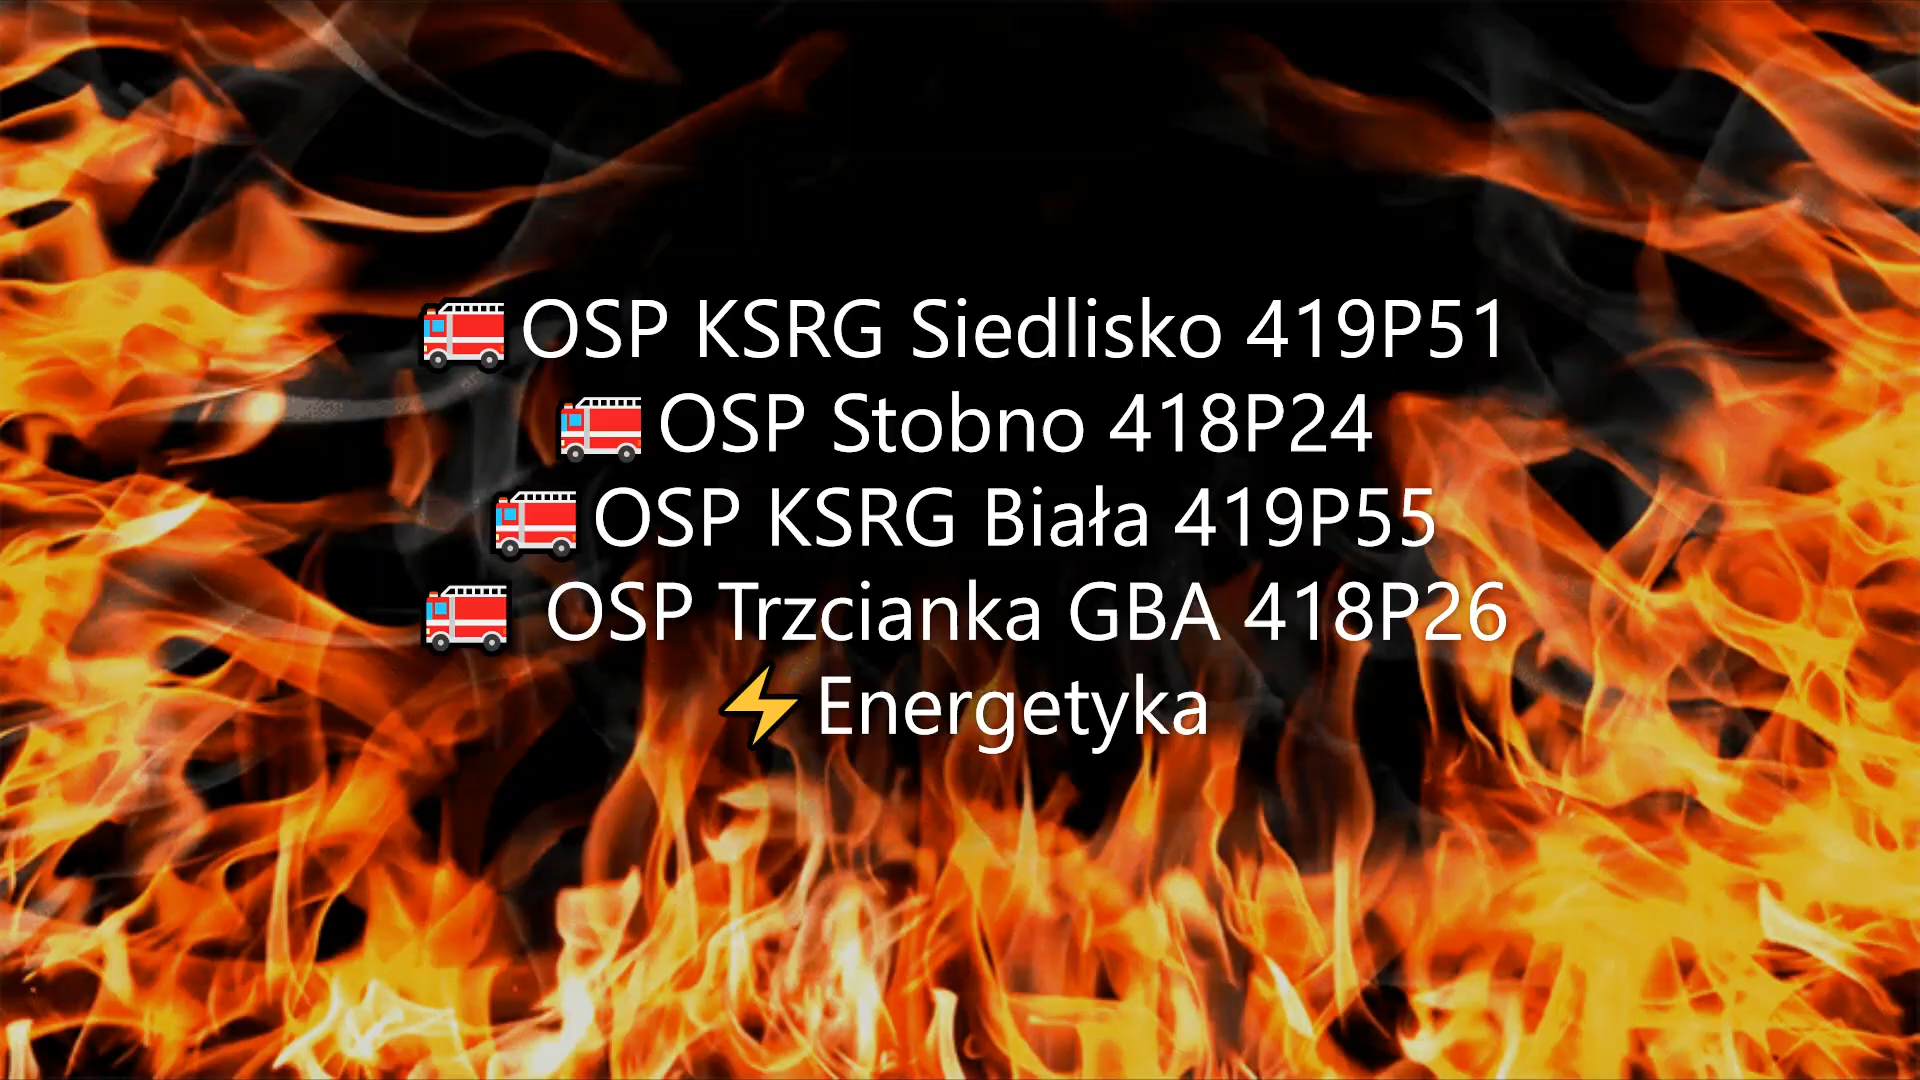 🚒 OSP KSRG Siedlisko 419P51
🚒 OSP Stobno 418P24
🚒 OSP KSRG Biała 419P55
🚒 OSP Trzcianka GBA 418P26
⚡ Energetyka